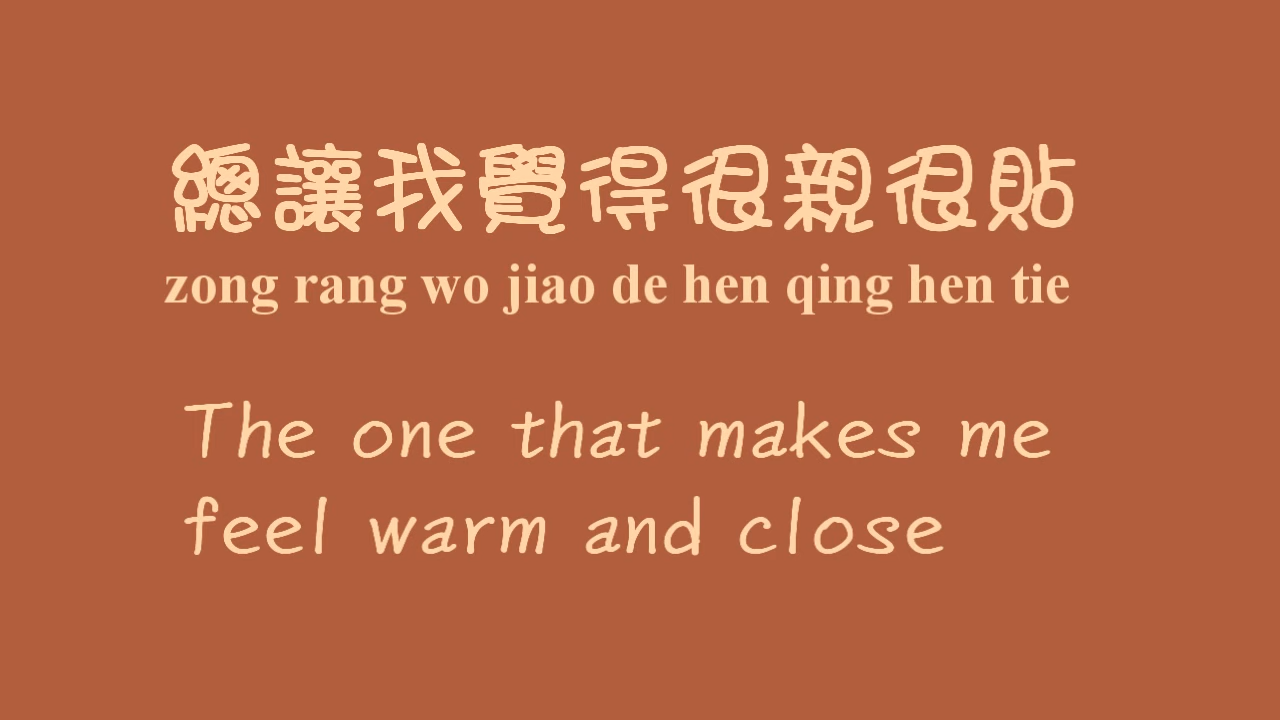 總讓我覺得很親很貼
zong rang wo jiao de hen qing hen tie
The one that makes me
feel warm and close